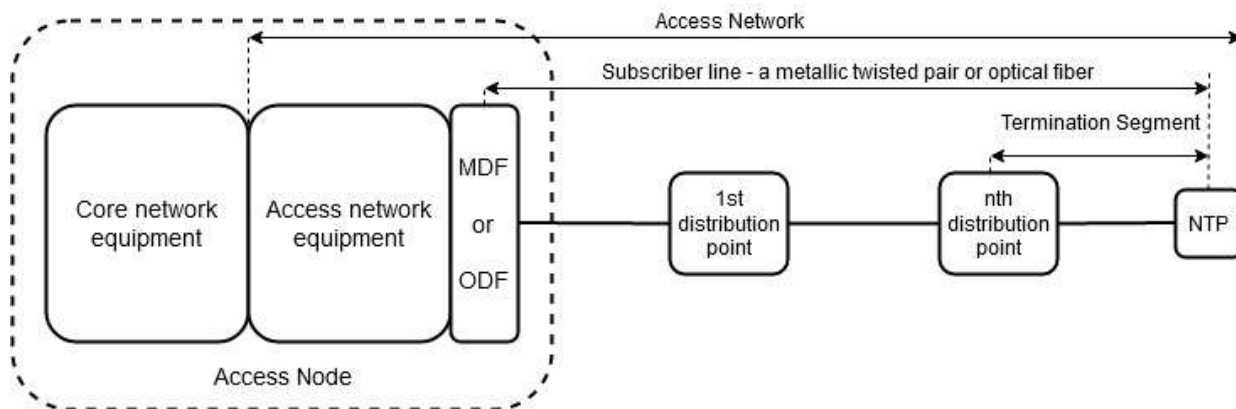 Access Network
Subscriber line - a metallic twisted pair or optical fiber
Termination Segment
Core network
equipment
Access network
equipment
MDF
or
ODF
1st
distribution
point
nth
distribution
point
NTP
Access Node